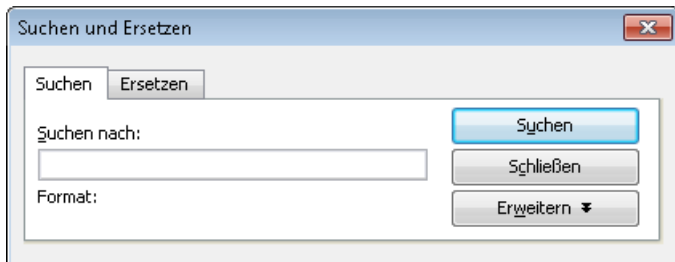 Suchen und Ersetzen
Suchen Ersetzen
Suchen nach:
Suchen
Schließen
Format:
Erweitern